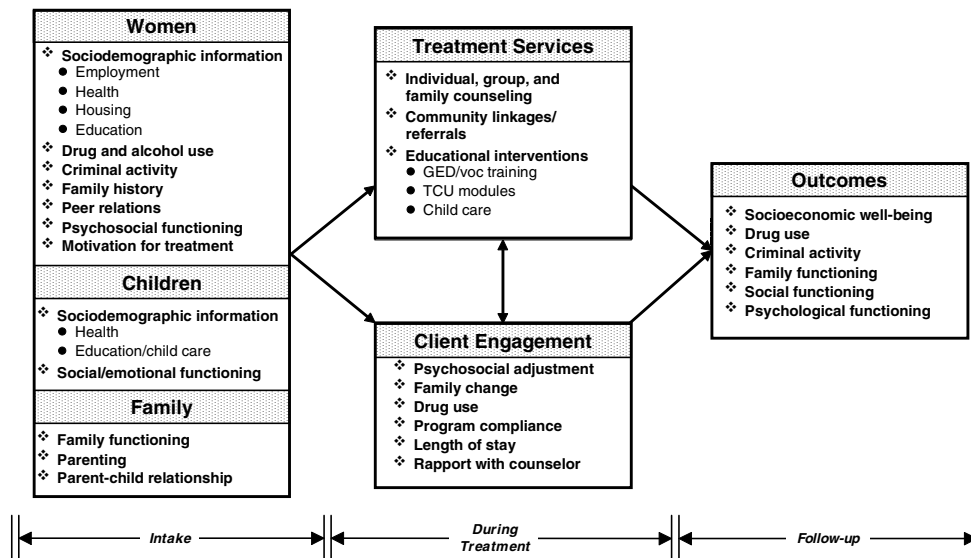 Women
❖ Sociodemographic information
● Employment
● Health
● Housing
● Education
❖ Drug and alcohol use
❖ Criminal activity
❖ Family history
❖ Peer relations
❖ Psychosocial functioning
❖ Motivation for treatment
Children
❖ Sociodemographic information
● Health
● Education/child care
❖ Social/emotional functioning
Family
❖ Family functioning
❖ Parenting
❖ Parent-child relationship
Treatment Services
❖ Individual, group, and
family counseling
❖ Community linkages/
referrals
❖ Educational interventions
● GED/voc training
● TCU modules
● Child care
Client Engagement
❖ Psychosocial adjustment
❖ Family change
❖ Drug use
❖ Program compliance
❖ Length of stay
❖ Rapport with counselor
Outcomes
❖ Socioeconomic well-being
❖ Drug use
❖ Criminal activity
❖ Family functioning
❖ Social functioning
❖ Psychological functioning
Intake
During
Treatment
Follow-up